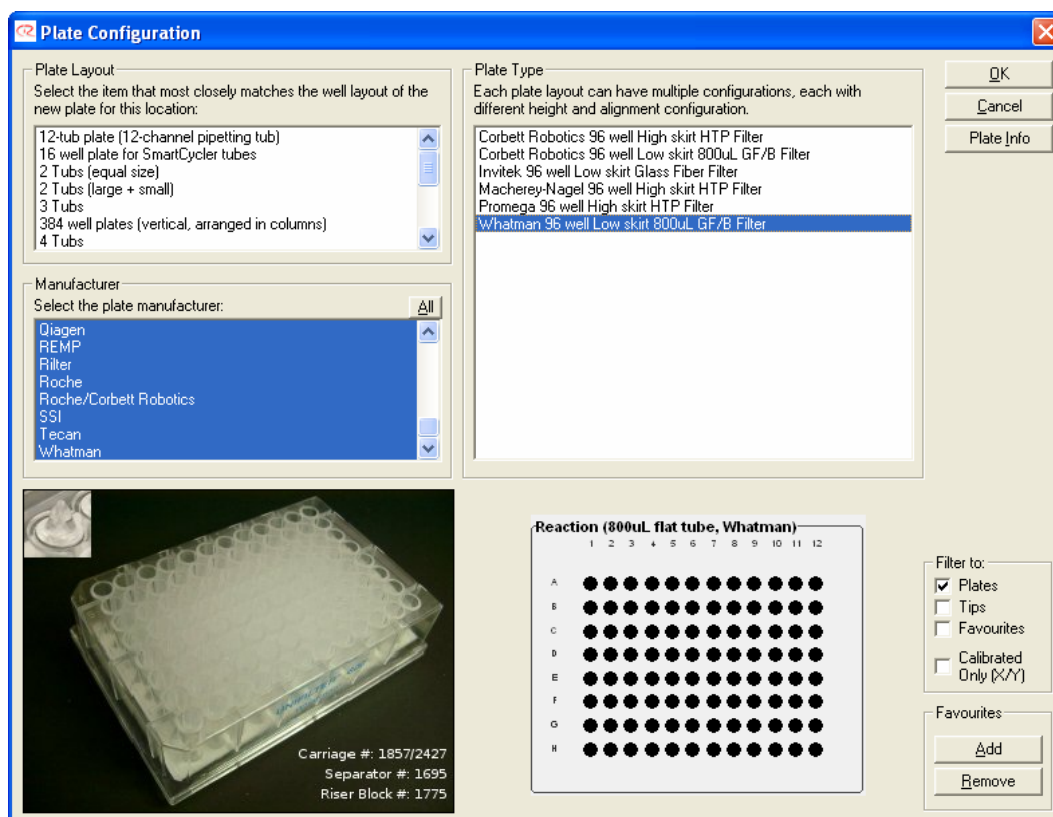 Plate Configuration
Plate Layout
Select the item that most closely matches the well layout of the
new plate for this location:
12-tub plate (12-channel pipetting tub)
16 well plate for SmartCycler tubes
2 Tubs (equal size)
2 Tubs (large + small)
3 Tubs
384 well plates (vertical, arranged in columns)
4 Tubs
Manufacturer
Select the plate manufacturer:
All
Qiagen
REMP
Rilter
Roche
Roche/Corbett Robotics
SSI
Tecan
Whatman
Plate Type
Each plate layout can have multiple configurations, each with
different height and alignment configuration.
Corbett Robotics 96 well High skirt HTP Filter
Corbett Robotics 96 well Low skirt 800uL GF/B Filter
Invitek 96 well Low skirt Glass Fiber Filter
Macherey-Nagel 96 well High skirt HTP Filter
Promega 96 well High skirt HTP Filter
Whatman 96 well Low skirt 800uL GF/B Filter
OK
Cancel
Plate Info
Carriage #: 1857/2427
Separator #: 1695
Riser Block #: 1775
Reaction (800uL flat tube, Whatman)
1 2 3 4 5 6 7 8 9 10 11 12
A
B
C
D
E
F
G
H
Filter to:
Plates
Tips
Favourites
Calibrated
Only (X/Y)
Favourites
Add
Remove